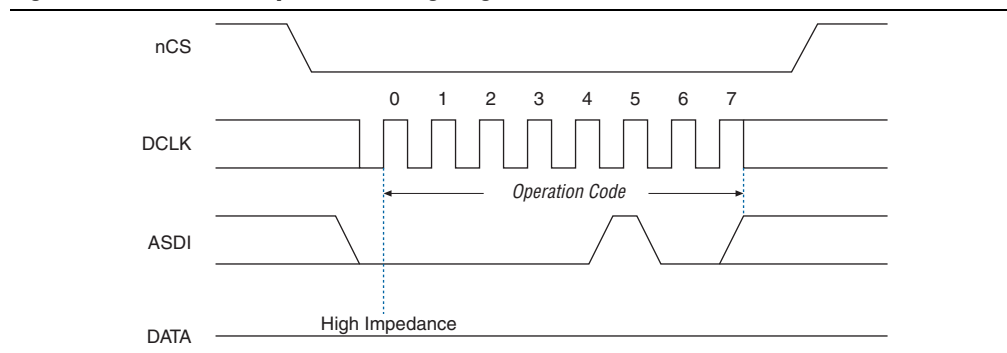 nCS
0 1 2 3 4 5 6 7
DCLK
Operation Code
ASDI
High Impedance
DATA